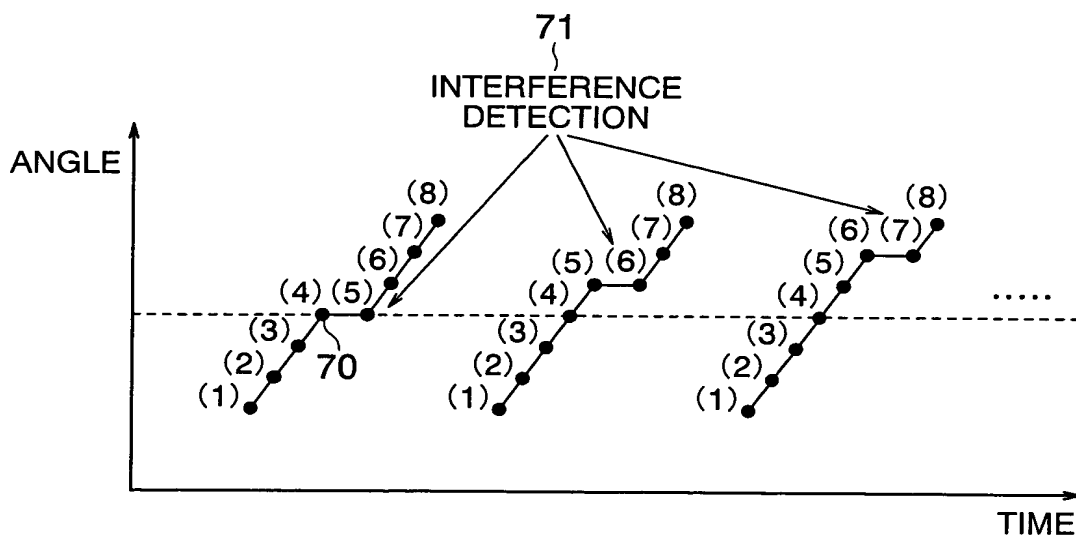 71
INTERFERENCE
DETECTION
ANGLE
(8) (8) (8)
(7) (7) (6) (7)
(6) (5) (6) (5)
(4) (5) (4) (4) .....
(3) (3) (3)
(2) 70 (2) (2)
(1) (1) (1)
TIME